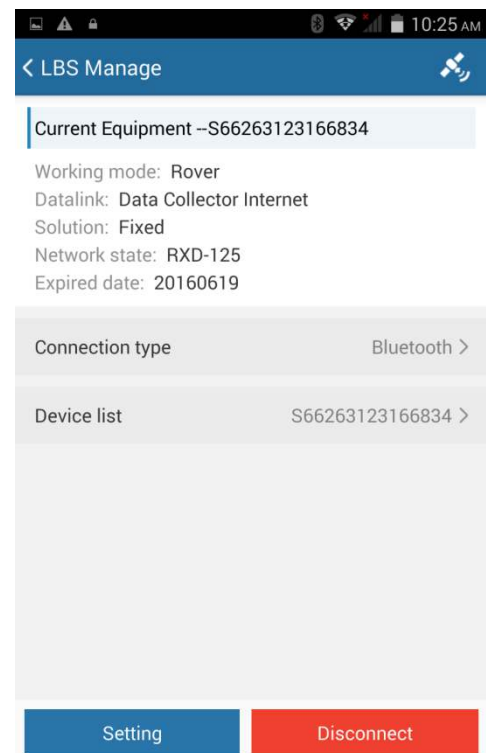 10:25 AM
LBS Manage
Current Equipment --S66263123166834
Working mode: Rover
Datalink: Data Collector Internet
Solution: Fixed
Network state: RXD-125
Expired date: 20160619
Connection type Bluetooth >
Device list S66263123166834 >
Setting Disconnect